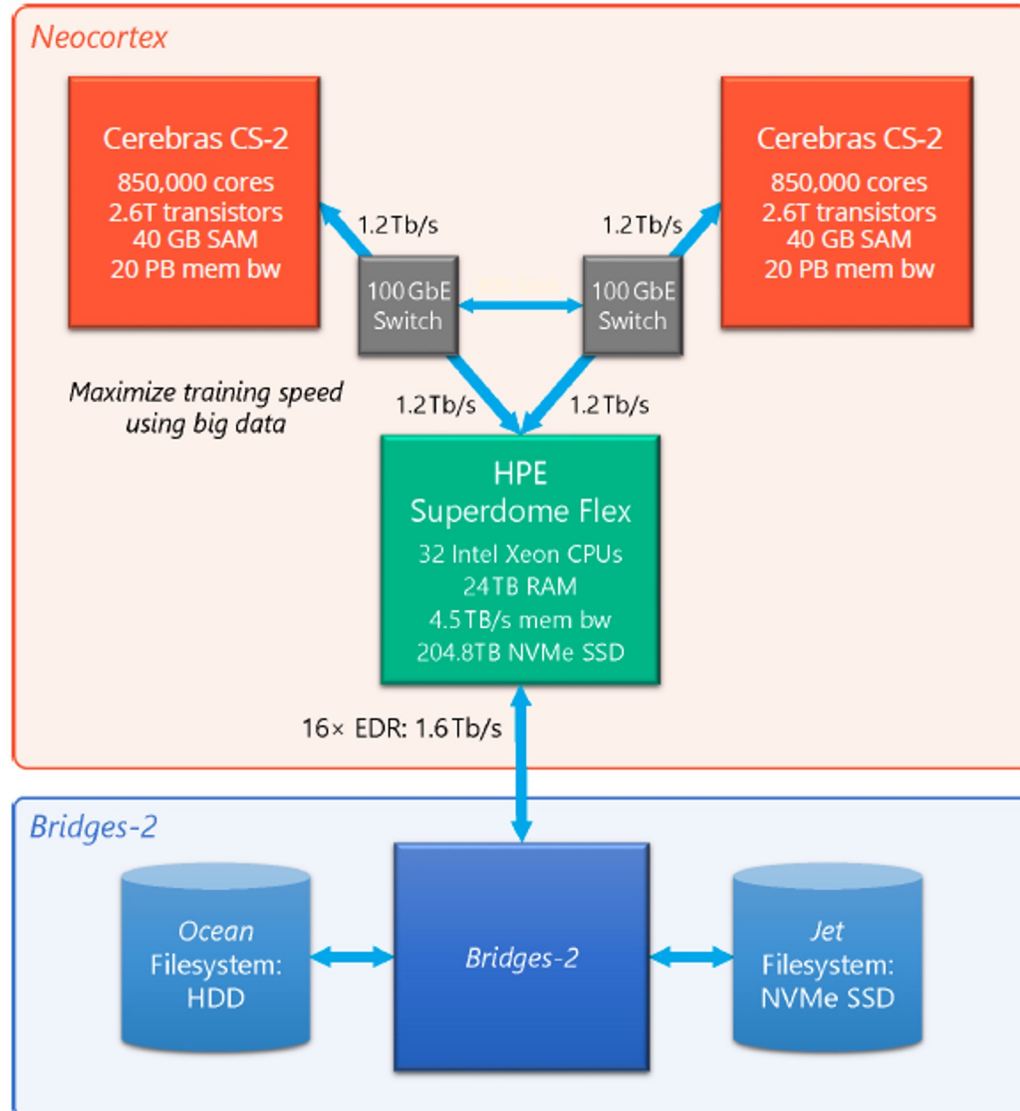 Neocortex
Cerebras CS-2
850,000 cores
2.6T transistors
40 GB SAM
20 PB mem bw
Cerebras CS-2
850,000 cores
2.6T transistors
40 GB SAM
20 PB mem bw
1.2Tb/s
1.2Tb/s
100GbE
Switch
100GbE
Switch
Maximize training speed
using big data
1.2Tb/s
1.2Tb/s
HPE
Superdome Flex
32 Intel Xeon CPUs
24TB RAM
4.5TB/s mem bw
204.8TB NVMe SSD
16× EDR: 1.6Tb/s
Bridges-2
Ocean
Filesystem:
HDD
Bridges-2
Jet
Filesystem:
NVMe SSD